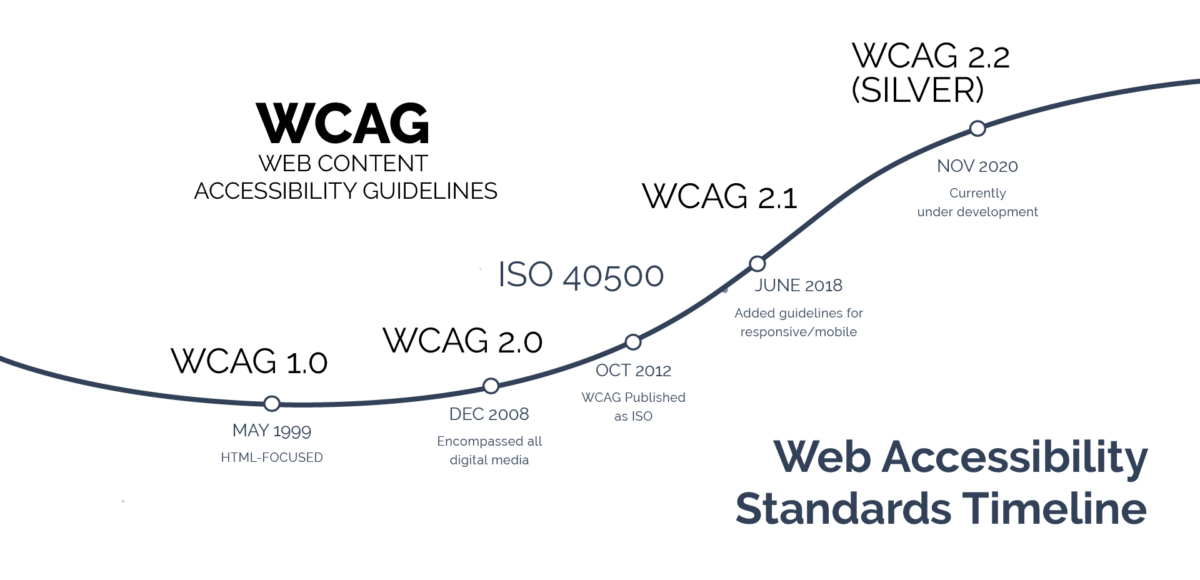 WCAG
WEB CONTENT
ACCESSIBILITY GUIDELINES
WCAG 1.0
MAY 1999
HTML-FOCUSED
WCAG 2.0
DEC 2008
Encompassed all
digital media
ISO 40500
OCT 2012
WCAG Published
as ISO
WCAG 2.1
JUNE 2018
Added guidelines for
responsive/mobile
WCAG 2.2
(SILVER)
NOV 2020
Currently
under development
Web Accessibility
Standards Timeline